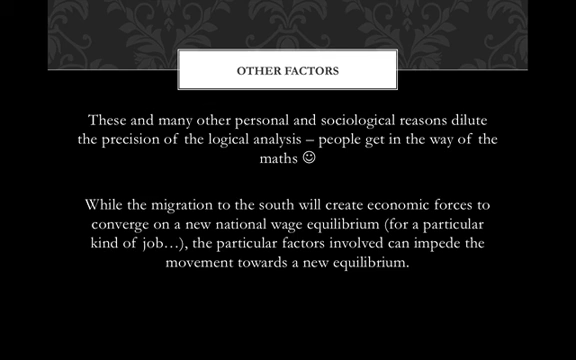 OTHER FACTORS
These and many other personal and sociological reasons dilute
the precision of the logical analysis – people get in the way of the
maths ☺
While the migration to the south will create economic forces to
converge on a new national wage equilibrium (for a particular
kind of job…), the particular factors involved can impede the
movement towards a new equilibrium.